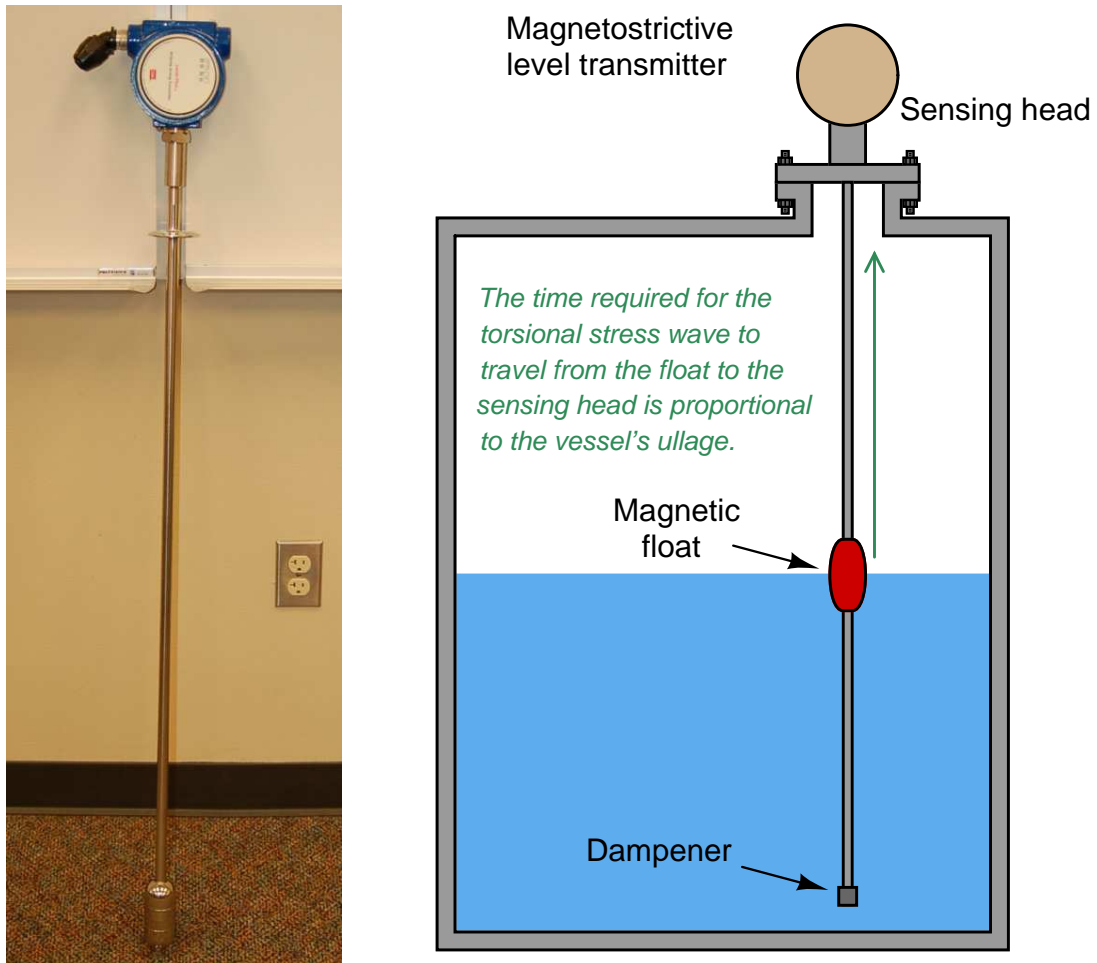 Magnetostrictive
level transmitter
Sensing head
The time required for the
torsional stress wave to
travel from the float to the
sensing head is proportional
to the vessel's ullage.
Magnetic
float
Dampener